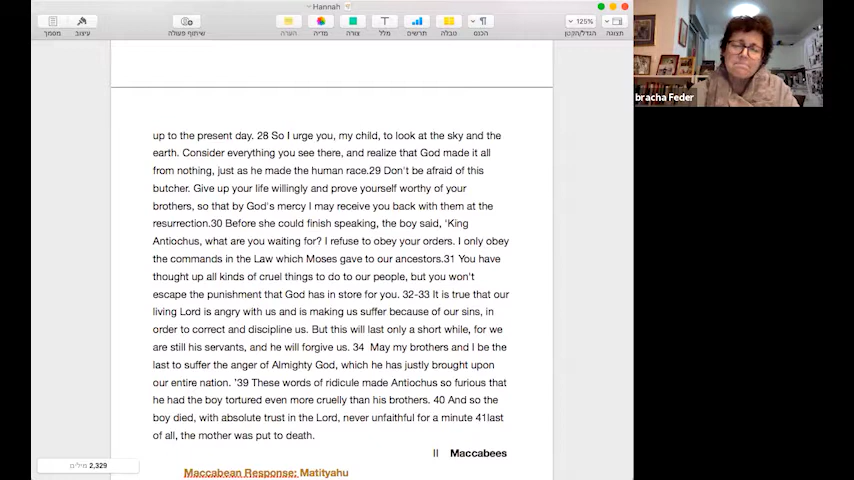 Hannah
125%
מסמך
עיצוב
שיתוף פעולה
הערה
מדיה
צורה
מלל
תרשים
טבלה
הכנס
הגדל/הקטן
תצוגה
bracha Feder
up to the present day. 28 So I urge you, my child, to look at the sky and the
earth. Consider everything you see there, and realize that God made it all
from nothing, just as he made the human race.29 Don't be afraid of this
butcher. Give up your life willingly and prove yourself worthy of your
brothers, so that by God's mercy I may receive you back with them at the
resurrection.30 Before she could finish speaking, the boy said, 'King
Antiochus, what are you waiting for? I refuse to obey your orders. I only obey
the commands in the Law which Moses gave to our ancestors.31 You have
thought up all kinds of cruel things to do to our people, but you won't
escape the punishment that God has in store for you. 32-33 It is true that our
living Lord is angry with us and is making us suffer because of our sins, in
order to correct and discipline us. But this will last only a short while, for we
are still his servants, and he will forgive us. 34 May my brothers and I be the
last to suffer the anger of Almighty God, which he has justly brought upon
our entire nation. '39 These words of ridicule made Antiochus so furious that
he had the boy tortured even more cruelly than his brothers. 40 And so the
boy died, with absolute trust in the Lord, never unfaithful for a minute 41last
of all, the mother was put to death.
II Maccabees
2,329 מילים
Maccabean Response: Matityahu